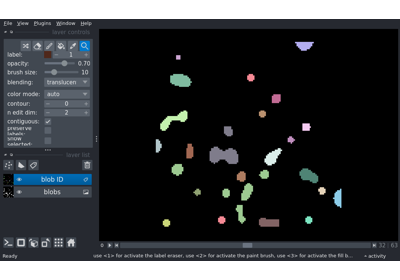 File View Plugins Window Help
layer controls
label: 1
opacity: 0.70
brush size: 10
blending: translucen
color mode: auto
contour: 0
n edit dim: 2
contiguous:
preserve
labels:
show
selected:
layer list
blob ID
blobs
32 63
Ready use <1> for activate the label eraser, use <2> for activate the paint brush, use <3> for activate the fill b... activity